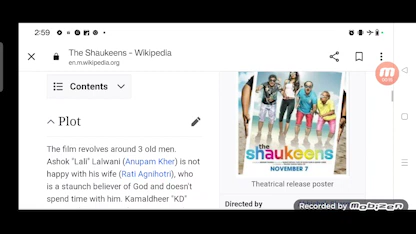 2:59
The Shaukeens - Wikipedia
en.m.wikipedia.org
Contents
Plot
The film revolves around 3 old men.
Ashok "Lali" Lalwani (Anupam Kher) is not
happy with his wife (Rati Agnihotri), who
is a staunch believer of God and doesn't
spend time with him. Kamaldheer "KD"
the
shaukeens
NOVEMBER 7
Theatrical release poster
Directed by
Recorded by mobizen